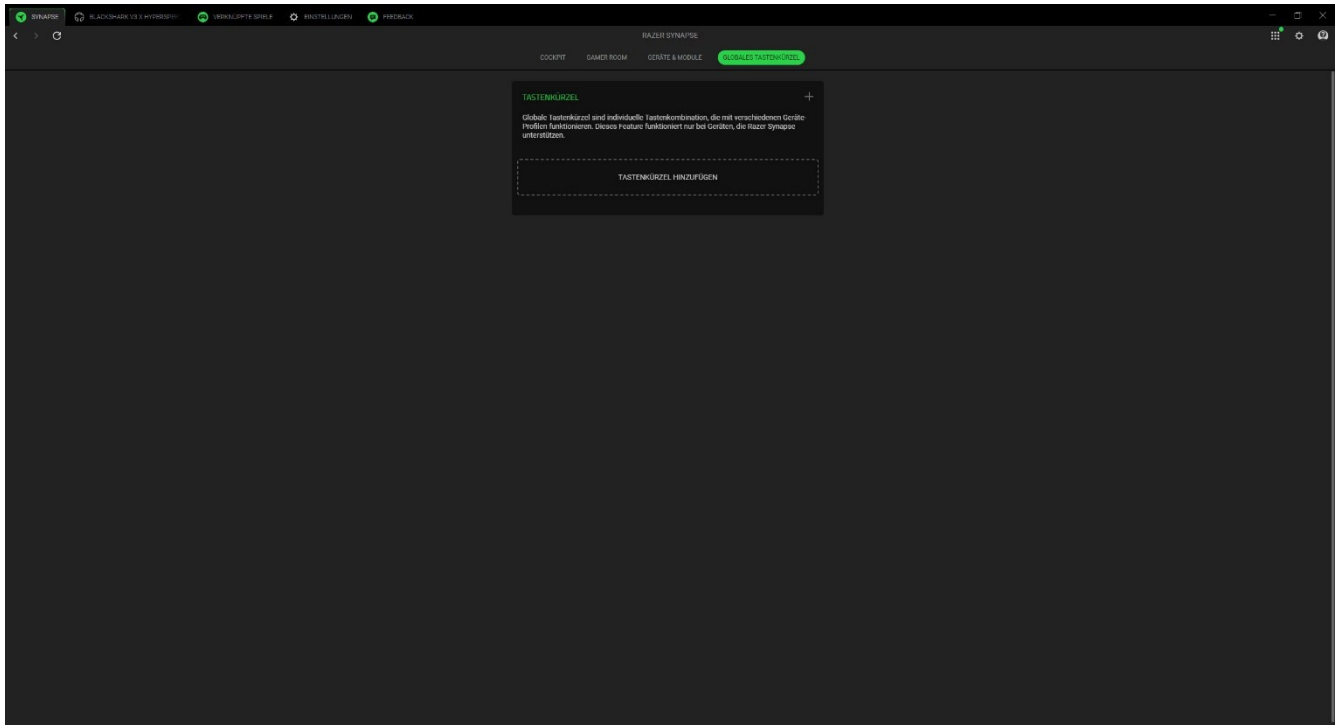 SYNAPSE
BLACKSHARK V3 X HYPERSPE
VERKNÜPFTE SPIELE
EINSTELLUNGEN
FEEDBACK
RAZER SYNAPSE
COCKPIT
GAMER ROOM
GERÄTE & MODULE
GLOBALES TASTENKÜRZEL
TASTENKÜRZEL
Globale Tastenkürzel sind individuelle Tastenkombination, die mit verschiedenen Geräte-
Profilen funktionieren. Dieses Feature funktioniert nur bei Geräten, die Razer Synapse
unterstützen.
TASTENKÜRZEL HINZUFÜGEN